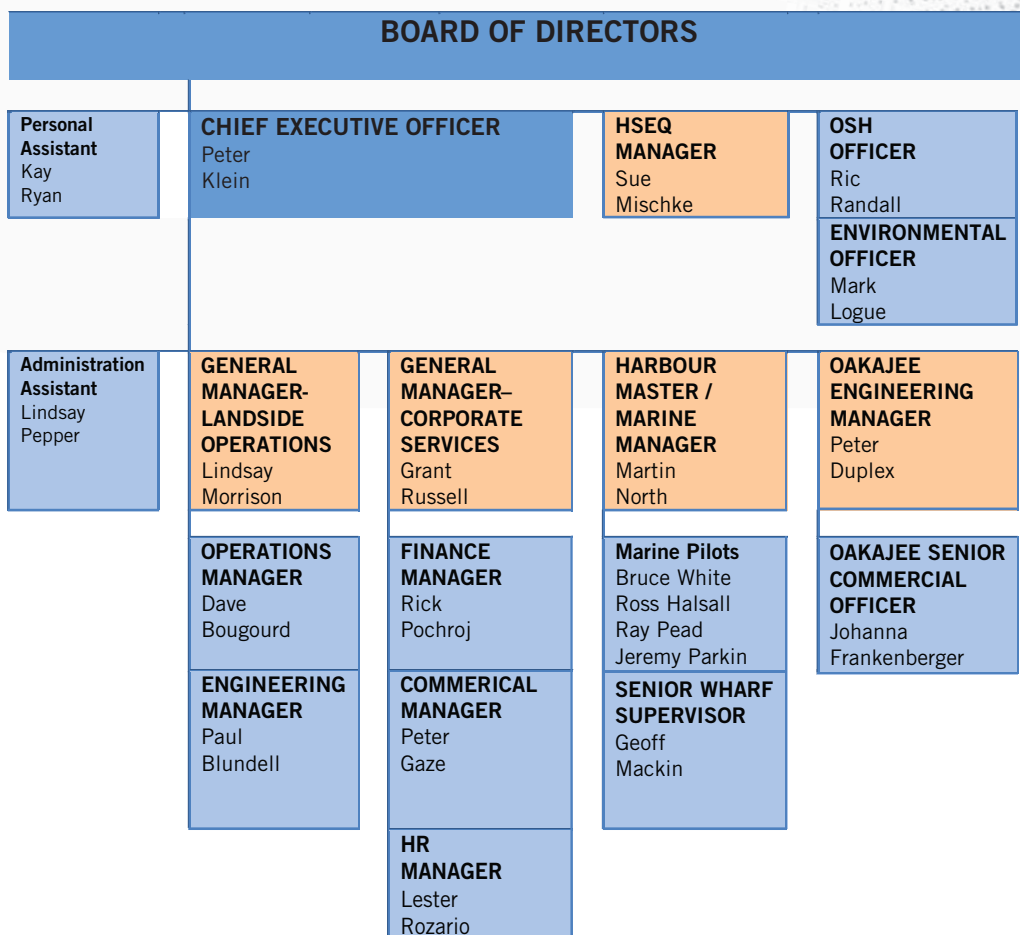 BOARD OF DIRECTORS
Personal
Assistant
Kay
Ryan
CHIEF EXECUTIVE OFFICER
Peter
Klein
HSEQ
MANAGER
Sue
Mischke
OSH
OFFICER
Ric
Randall
ENVIRONMENTAL
OFFICER
Mark
Logue
Administration
Assistant
Lindsay
Pepper
GENERAL
MANAGER-
LANDSIDE
OPERATIONS
Lindsay
Morrison
GENERAL
MANAGER–
CORPORATE
SERVICES
Grant
Russell
HARBOUR
MASTER /
MARINE
MANAGER
Martin
North
OAKAJEE
ENGINEERING
MANAGER
Peter
Duplex
OPERATIONS
MANAGER
Dave
Bougourd
FINANCE
MANAGER
Rick
Pochroj
Marine Pilots
Bruce White
Ross Halsall
Ray Pead
Jeremy Parkin
OAKAJEE SENIOR
COMMERCIAL
OFFICER
Johanna
Frankenberger
ENGINEERING
MANAGER
Paul
Blundell
COMMERICAL
MANAGER
Peter
Gaze
SENIOR WHARF
SUPERVISOR
Geoff
Mackin
HR
MANAGER
Lester
Rozario